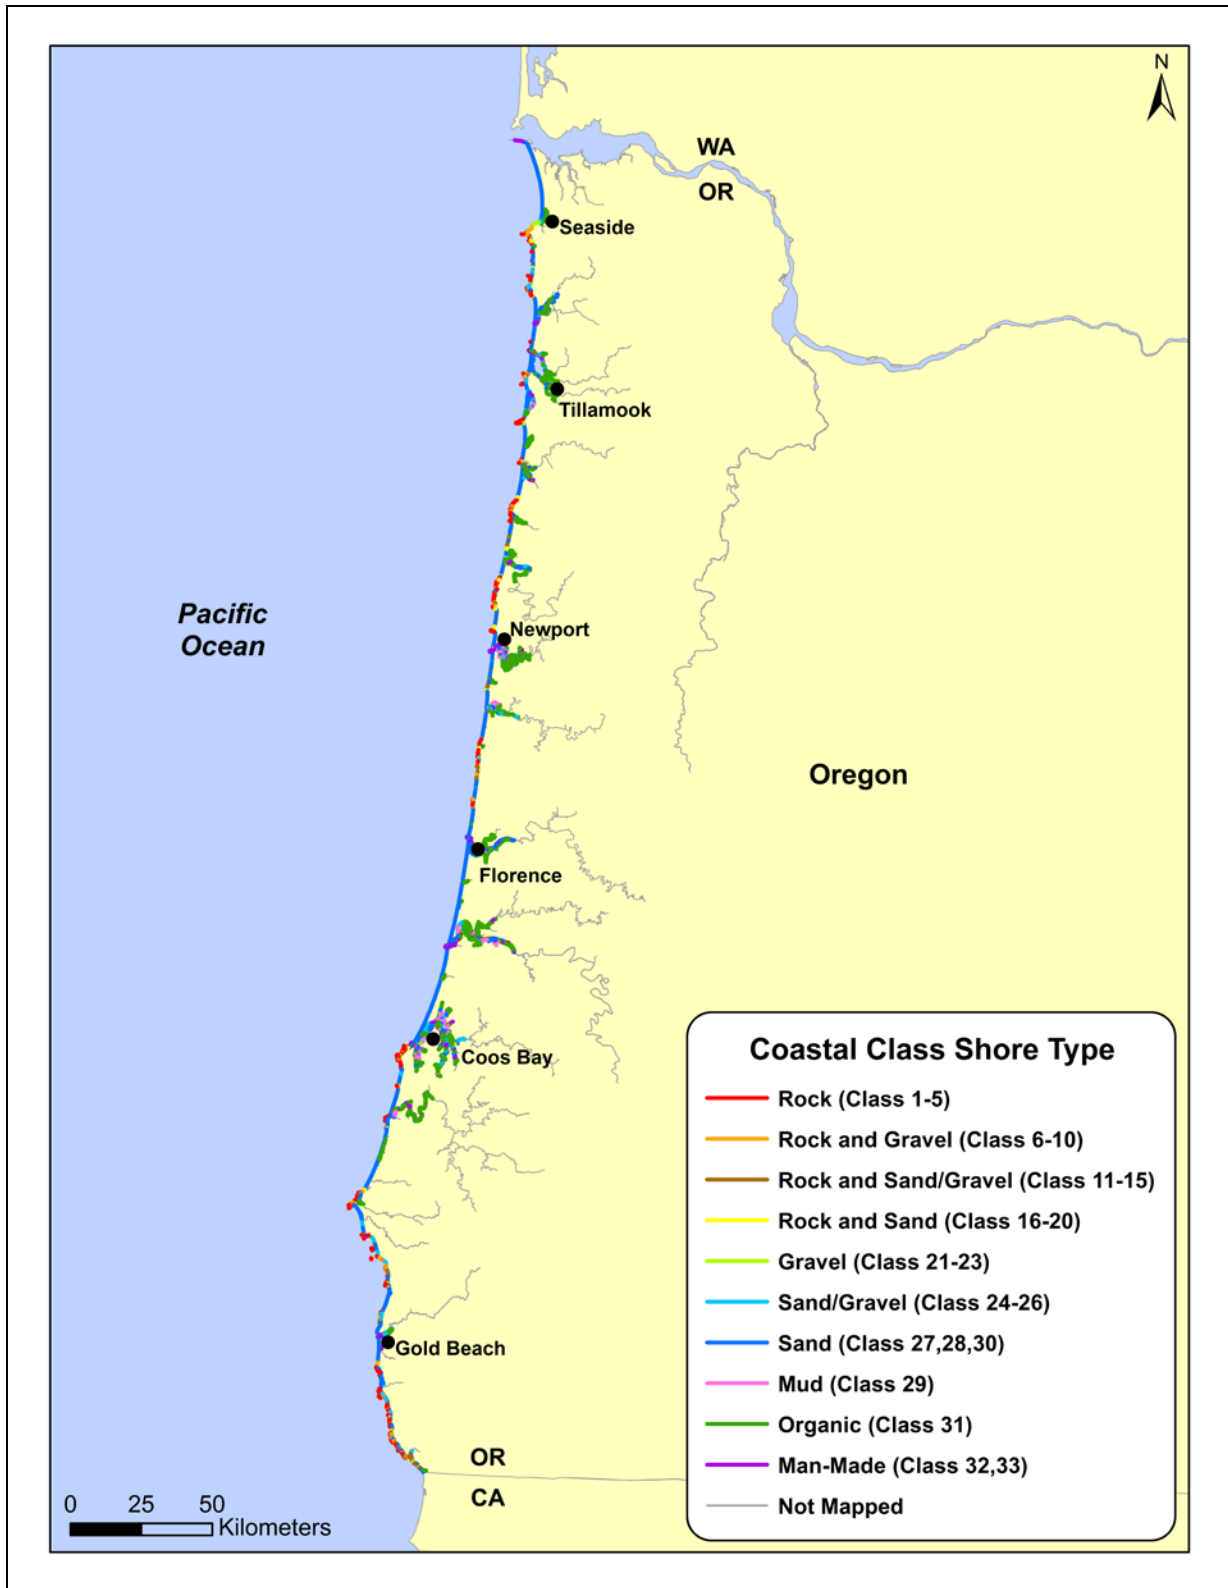 N
WA
OR
Seaside
Tillamook
Newport
Pacific
Ocean
Oregon
Florence
Coos Bay
Gold Beach
OR
CA
0 25 50
Kilometers
Coastal Class Shore Type
Rock (Class 1-5)
Rock and Gravel (Class 6-10)
Rock and Sand/Gravel (Class 11-15)
Rock and Sand (Class 16-20)
Gravel (Class 21-23)
Sand/Gravel (Class 24-26)
Sand (Class 27,28,30)
Mud (Class 29)
Organic (Class 31)
Man-Made (Class 32,33)
Not Mapped